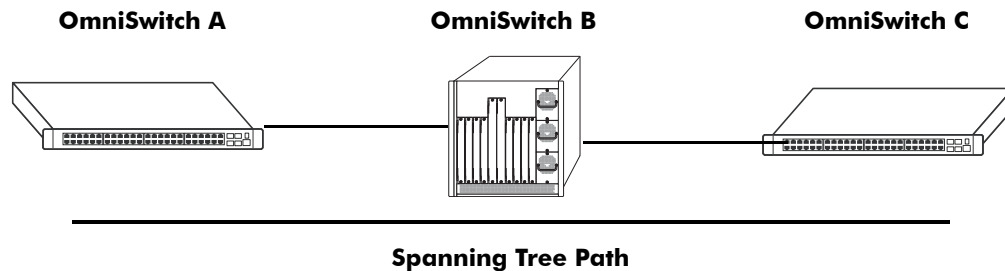 OmniSwitch A
OmniSwitch B
OmniSwitch C
Spanning Tree Path